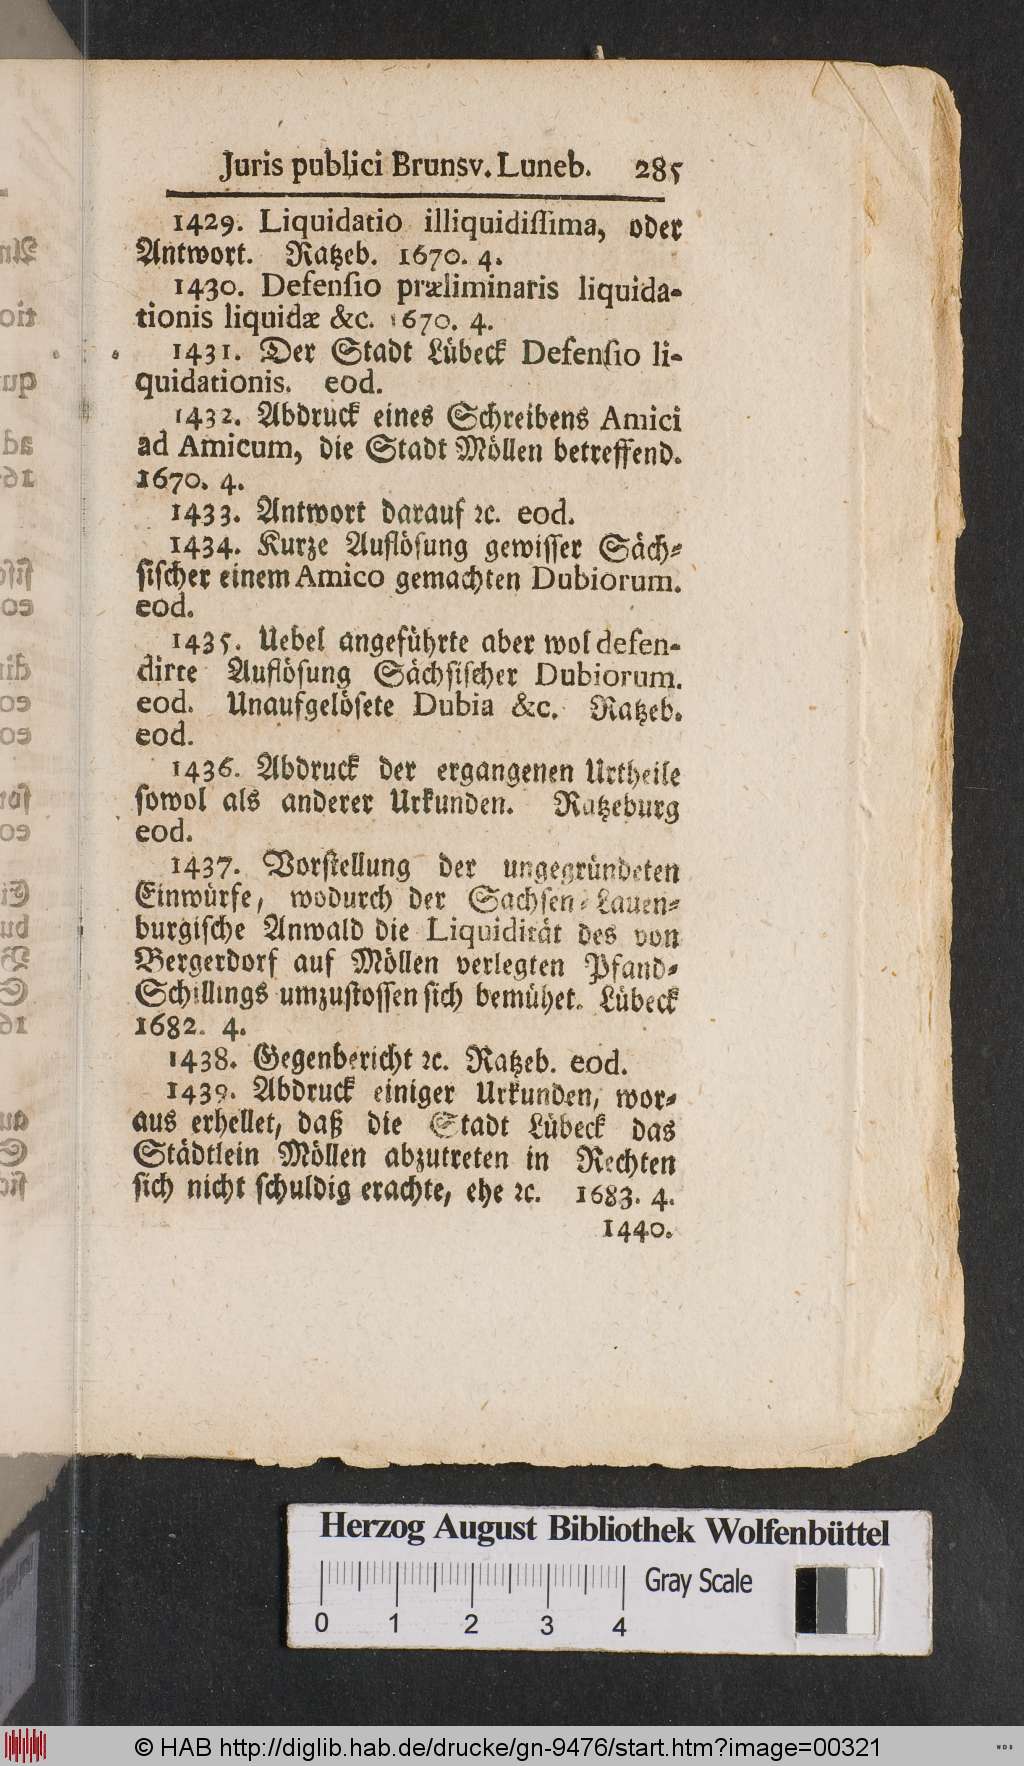 Juris publici Brunsv. Luneb. 285
1429. Liquidatio illiquidissima, oder
Antwort. Ratzeb. 1670. 4.
1430. Defensio præliminaris liquida-
tionis liquidæ &c. 1670. 4.
1431. Der Stadt Lübeck Defensio li-
quidationis. eod.
1432. Abdruck eines Schreibens Amici
ad Amicum, die Stadt Möllen betreffend.
1670. 4.
1433. Antwort darauf ꝛc. eod.
1434. Kurze Auflösung gewisser Säch-
sischer einem Amico gemachten Dubiorum.
eod.
1435. Uebel angeführte aber wol defen-
dirte Auflösung Sächsischer Dubiorum.
eod. Unaufgelösete Dubia &c. Ratzeb.
eod.
1436. Abdruck der ergangenen Urtheile
sowol als anderer Urkunden. Ratzeburg
eod.
1437. Vorstellung der ungegründeten
Einwürfe, wodurch der Sachsen-Lauen-
burgische Anwald die Liquidität des von
Bergerdorf auf Möllen verlegten Pfand-
Schillings umzustossen sich bemühet. Lübeck
1682. 4.
1438. Gegenbericht ꝛc. Ratzeb. eod.
1439. Abdruck einiger Urkunden, wor-
aus erhellet, daß die Stadt Lübeck das
Städtlein Möllen abzutreten in Rechten
sich nicht schuldig erachte, ehe ꝛc. 1683. 4.
1440.
Herzog August Bibliothek Wolfenbüttel
Gray Scale
0 1 2 3 4
© HAB http://diglib.hab.de/drucke/gn-9476/start.htm?image=00321